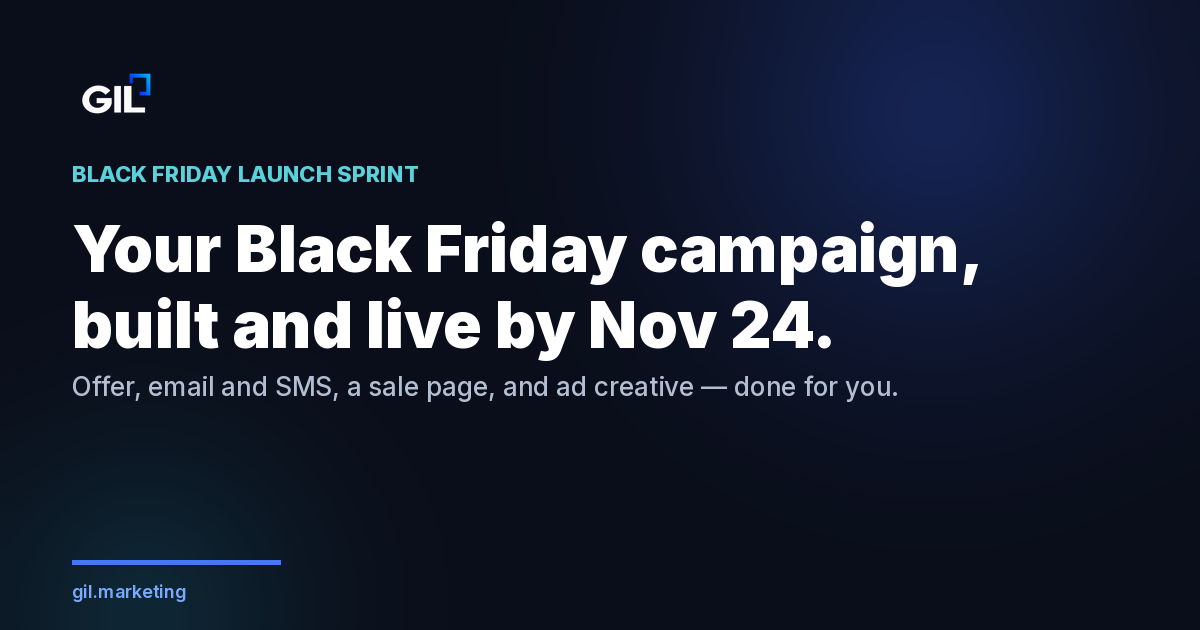 GIL
BLACK FRIDAY LAUNCH SPRINT
Your Black Friday campaign,
built and live by Nov 24.
Offer, email and SMS, a sale page, and ad creative — done for you.
gil.marketing